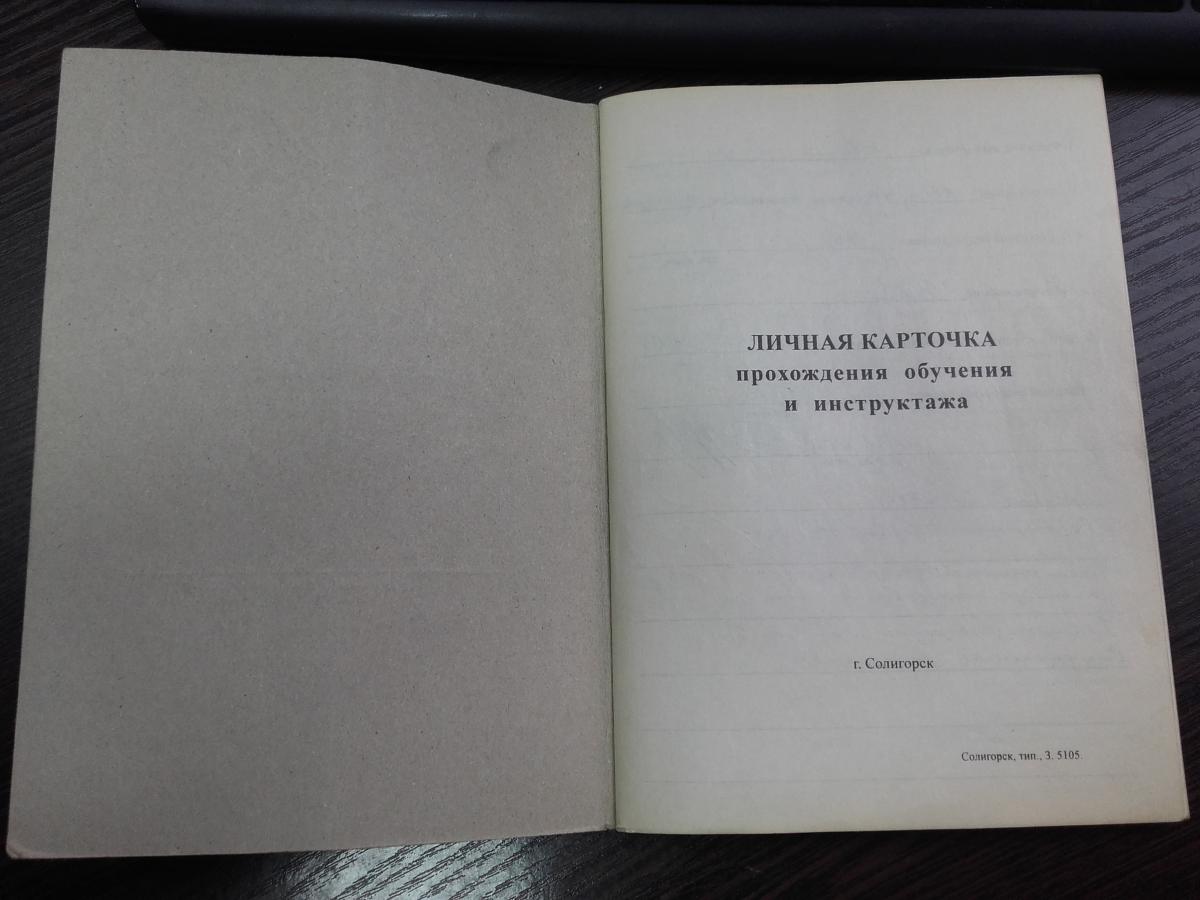 ЛИЧНАЯ КАРТОЧКА
прохождения обучения
и инструктажа
г. Солигорск
Солигорск, тип., З. 5105.